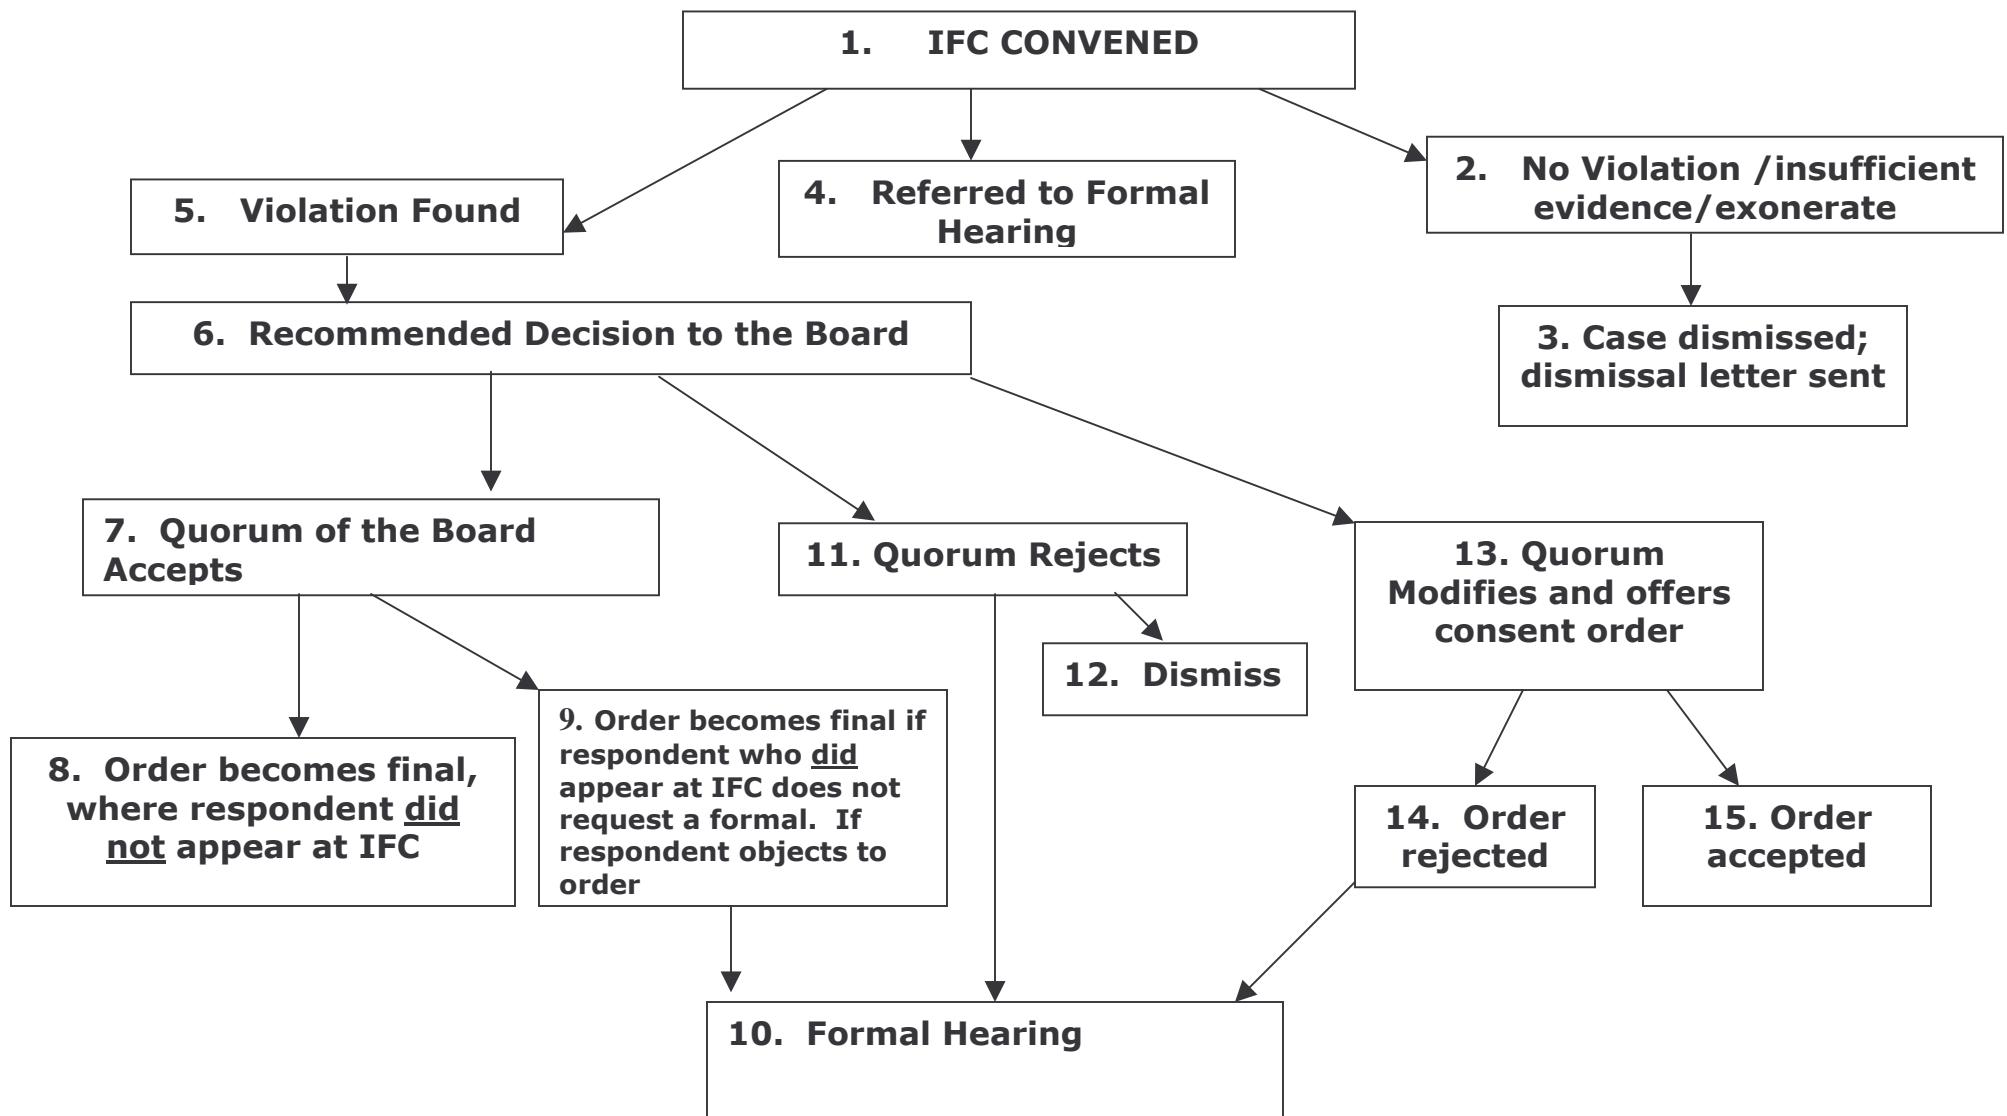 1. IFC CONVENED
2. No Violation /insufficient
evidence/exonerate
4. Referred to Formal
Hearing
5. Violation Found
3. Case dismissed;
dismissal letter sent
6. Recommended Decision to the Board
7. Quorum of the Board
Accepts
11. Quorum Rejects
13. Quorum
Modifies and offers
consent order
12. Dismiss
8. Order becomes final,
where respondent did
not appear at IFC
9. Order becomes final if
respondent who did
appear at IFC does not
request a formal. If
respondent objects to
order
14. Order
rejected
15. Order
accepted
10. Formal Hearing